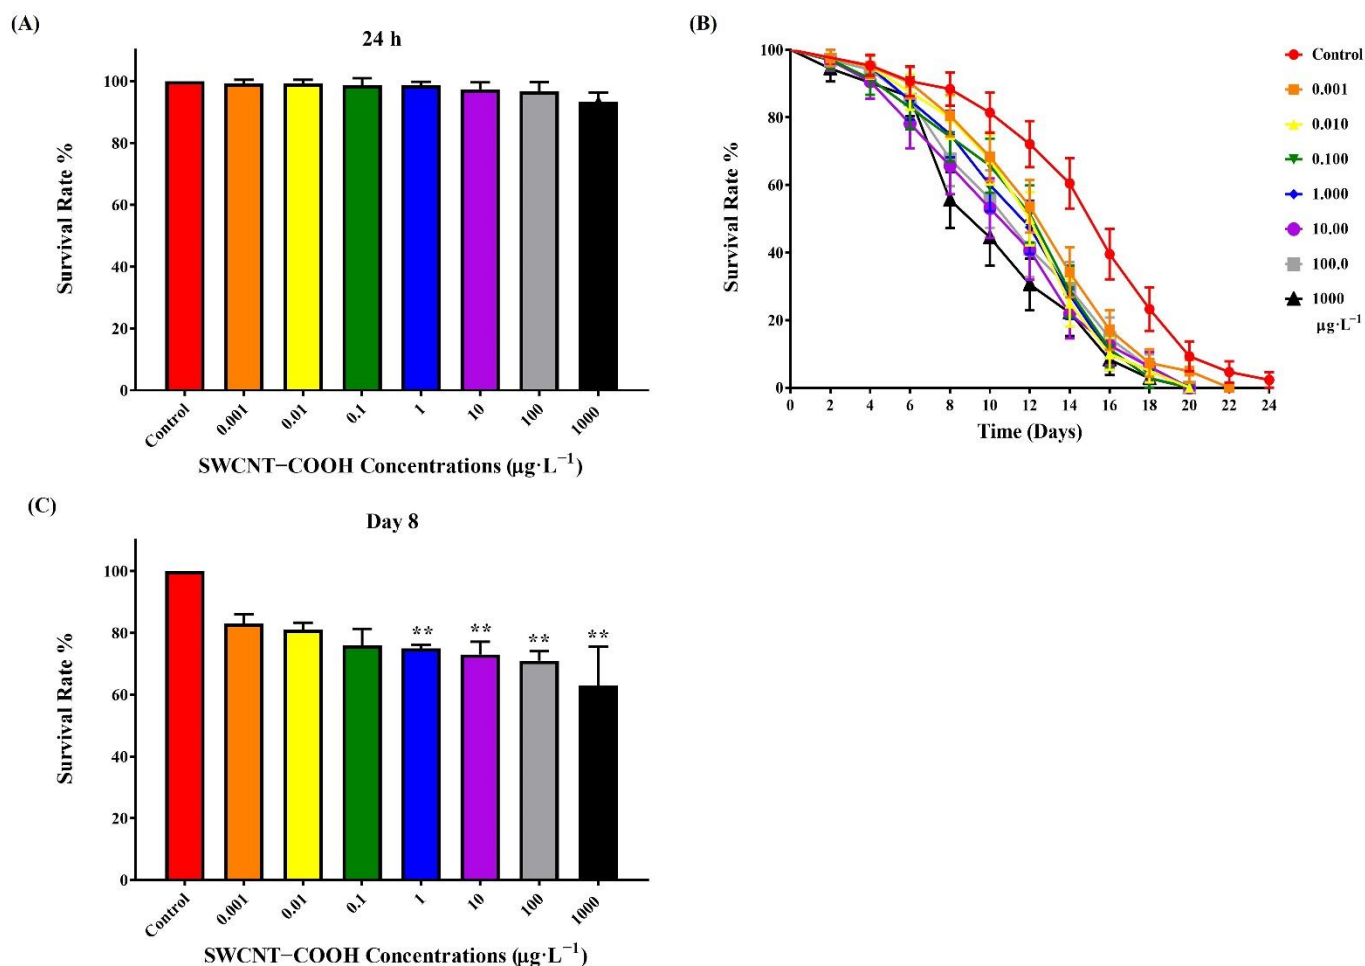 (A)
24 h
Survival Rate %
100
80
60
40
20
0
Control
0.001
0.01
0.1
1
10
100
1000
SWCNT−COOH Concentrations (μg·L⁻¹)
(B)
Survival Rate %
100
80
60
40
20
0
0 2 4 6 8 10 12 14 16 18 20 22 24
Time (Days)
Control
0.001
0.010
0.100
1.000
10.00
100.0
1000
μg·L⁻¹
(C)
Day 8
Survival Rate %
100
80
60
40
20
0
** ** ** **
Control
0.001
0.01
0.1
1
10
100
1000
SWCNT−COOH Concentrations (μg·L⁻¹)